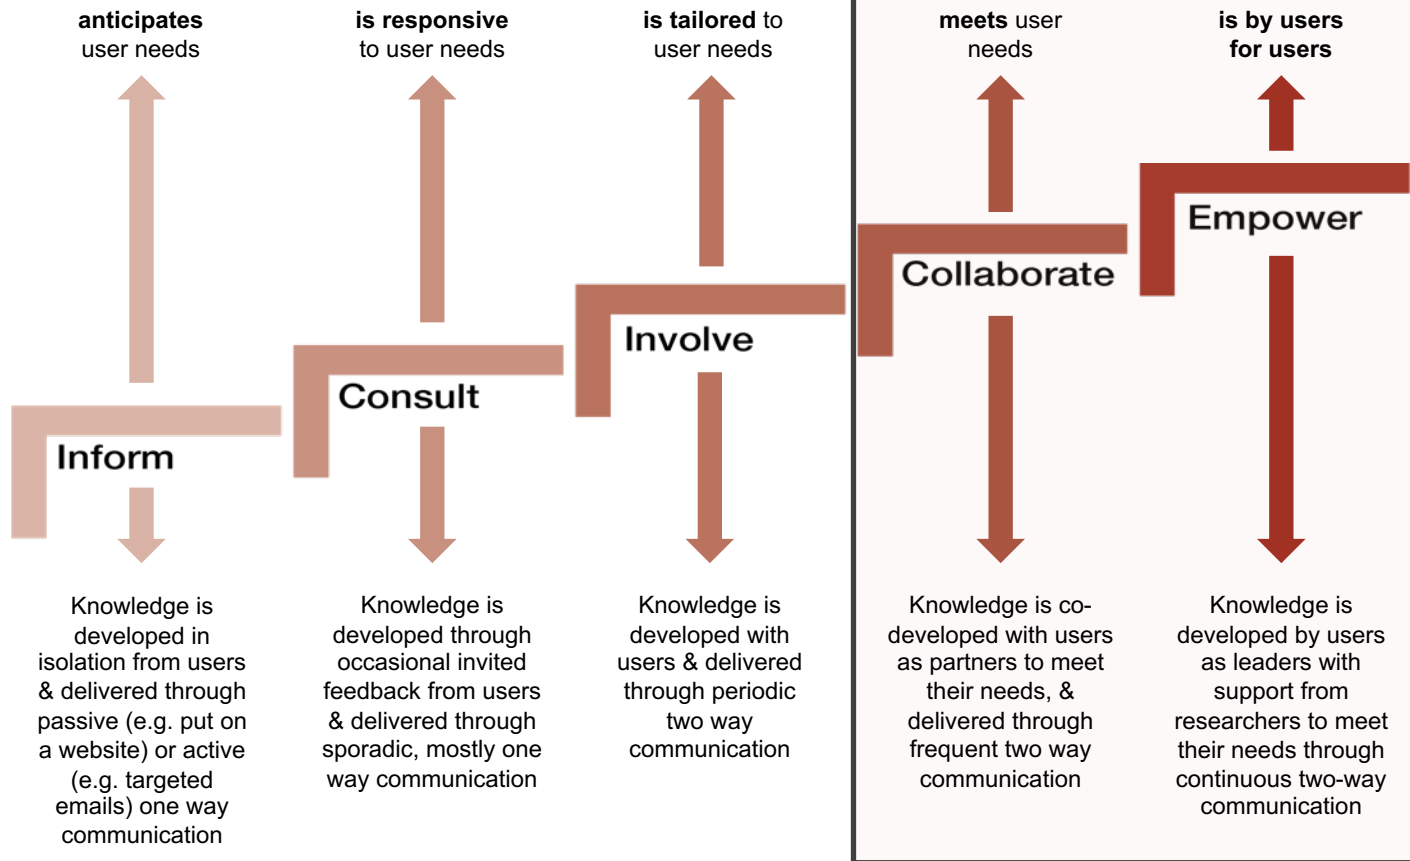 anticipates
user needs
is responsive
to user needs
is tailored to
user needs
meets user
needs
is by users
for users
Inform
Consult
Involve
Collaborate
Empower
Knowledge is
developed in
isolation from users
& delivered through
passive (e.g. put on
a website) or active
(e.g. targeted
emails) one way
communication
Knowledge is
developed through
occasional invited
feedback from users
& delivered through
sporadic, mostly one
way communication
Knowledge is
developed with
users & delivered
through periodic
two way
communication
Knowledge is co-
developed with users
as partners to meet
their needs, &
delivered through
frequent two way
communication
Knowledge is
developed by users
as leaders with
support from
researchers to meet
their needs through
continuous two-way
communication